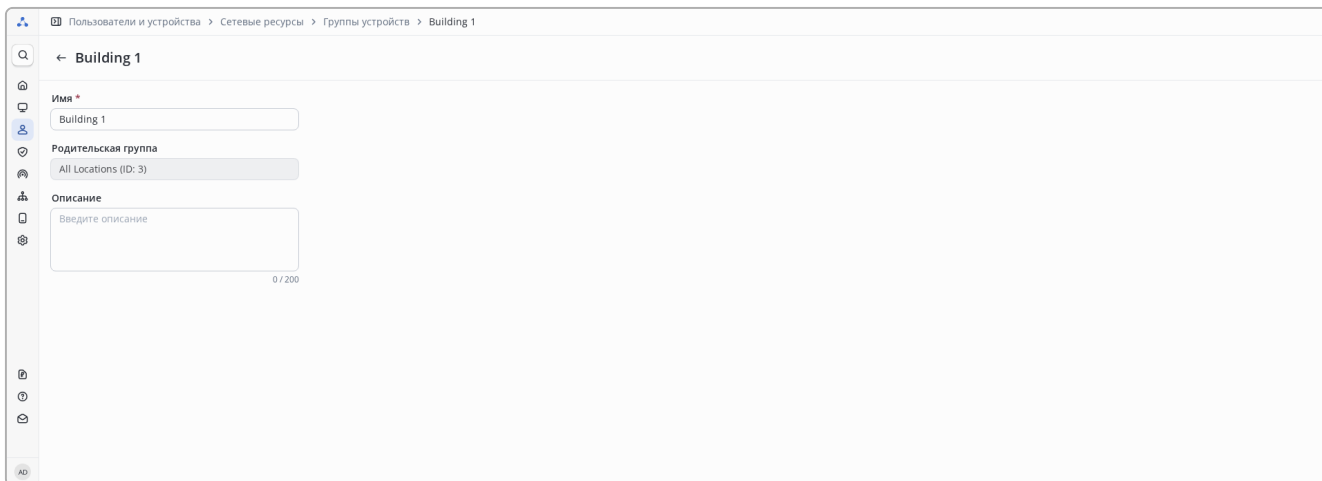 Пользователи и устройства > Сетевые ресурсы > Группы устройств > Building 1
← Building 1
Имя *
Building 1
Родительская группа
All Locations (ID: 3)
Описание
Введите описание
0 / 200
AD